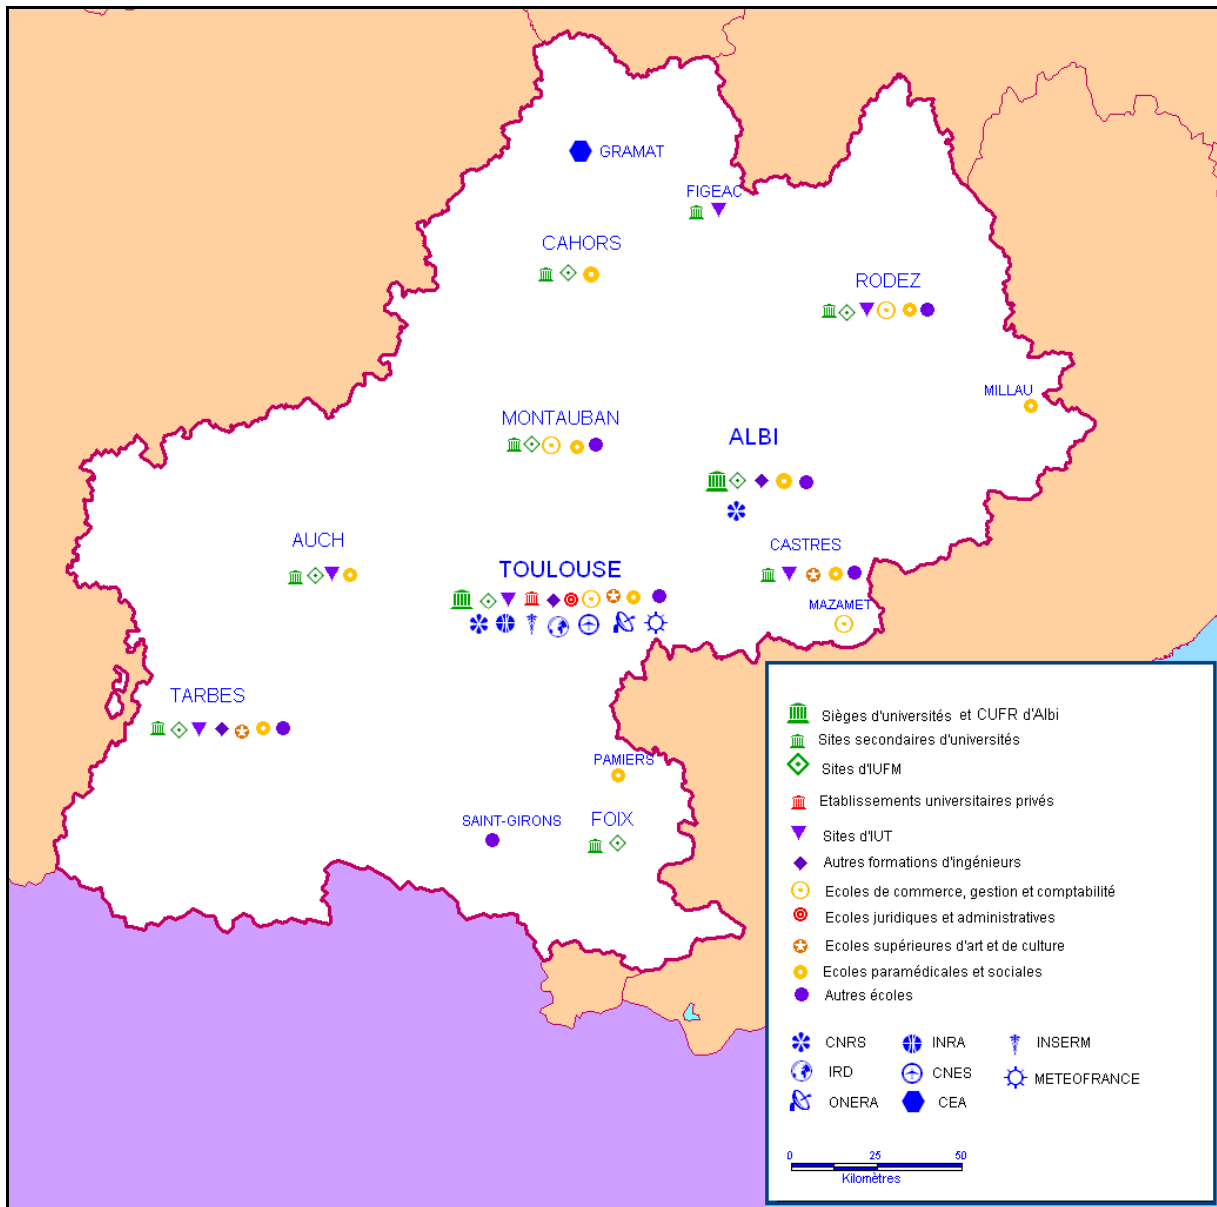 GRAMAT
FIGEAC
CAHORS
RODEZ
MILLAU
MONTAUBAN
ALBI
AUCH
CASTRES
TOULOUSE
MAZAMET
TARBES
PAMIERS
SAINT-GIRONS
FOIX
Sièges d'universités et CUFR d'Albi
Sites secondaires d'universités
Sites d'IUFM
Etablissements universitaires privés
Sites d'IUT
Autres formations d'ingénieurs
Ecoles de commerce, gestion et comptabilité
Ecoles juridiques et administratives
Ecoles supérieures d'art et de culture
Ecoles paramédicales et sociales
Autres écoles
CNRS INRA INSERM
IRD CNES METEOFRANCE
ONERA CEA
0 25 50
Kilomètres